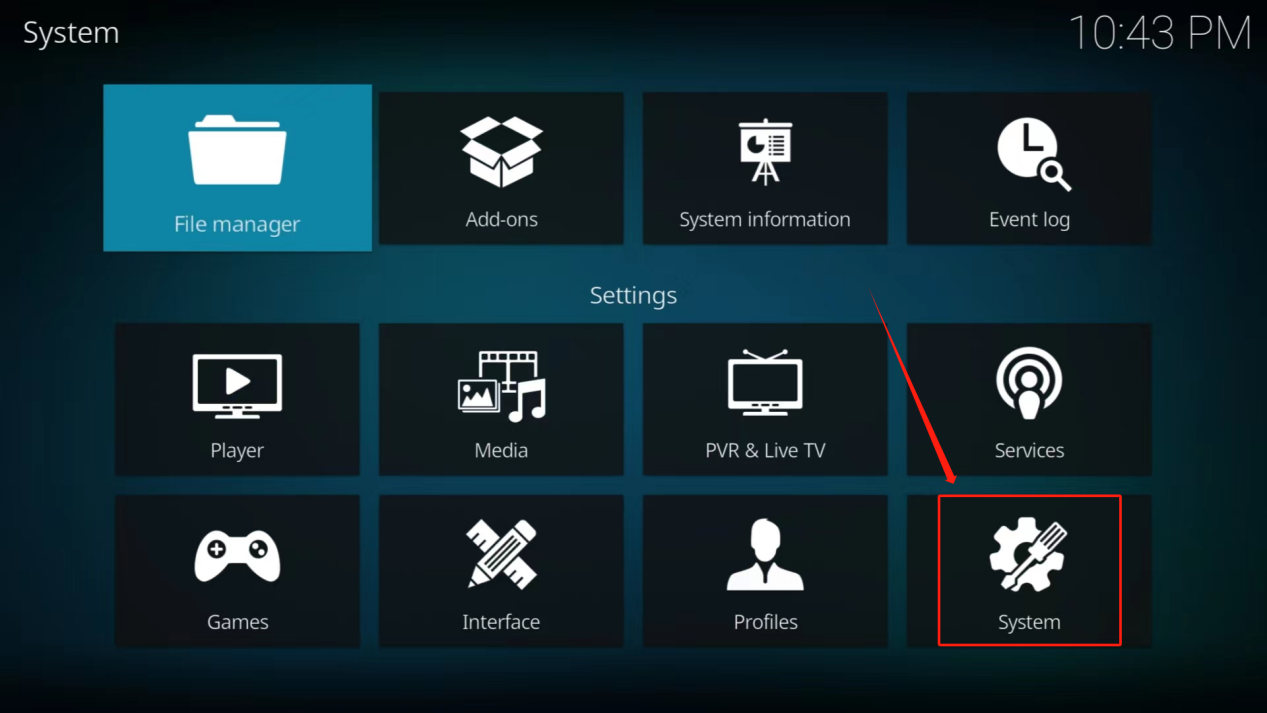 System
10:43 PM
File manager
Add-ons
System information
Event log
Settings
Player
Media
PVR & Live TV
Services
Games
Interface
Profiles
System